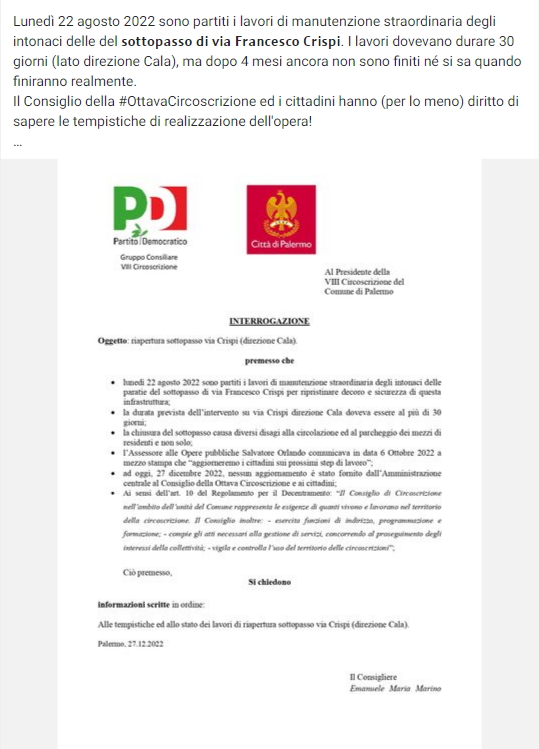 Lunedì 22 agosto 2022 sono partiti i lavori di manutenzione straordinaria degli
intonaci delle del sottopasso di via Francesco Crispi. I lavori dovevano durare 30
giorni (lato direzione Cala), ma dopo 4 mesi ancora non sono finiti né si sa quando
finiranno realmente.
Il Consiglio della #OttavaCircoscrizione ed i cittadini hanno (per lo meno) diritto di
sapere le tempistiche di realizzazione dell'opera!
...
PD
Partito Democratico
Gruppo Consiliare
VIII Circoscrizione
Città di Palermo
Al Presidente della
VIII Circoscrizione del
Comune di Palermo
INTERROGAZIONE
Oggetto: riapertura sottopasso via Crispi (direzione Cala).
premesso che
• lunedì 22 agosto 2022 sono partiti i lavori di manutenzione straordinaria degli intonaci delle
paratie del sottopasso di via Francesco Crispi per ripristinare decoro e sicurezza di questa
infrastruttura;
• la durata prevista dell'intervento su via Crispi direzione Cala doveva essere al più di 30
giorni;
• la chiusura del sottopasso causa diversi disagi alla circolazione ed al parcheggio dei mezzi di
residenti e non solo;
• l'Assessore alle Opere pubbliche Salvatore Orlando comunicava in data 6 Ottobre 2022 a
mezzo stampa che "aggiorneremo i cittadini sui prossimi step di lavoro";
• ad oggi, 27 dicembre 2022, nessun aggiornamento è stato fornito dall'Amministrazione
centrale al Consiglio della Ottava Circoscrizione e ai cittadini;
• Ai sensi dell'art. 10 del Regolamento per il Decentramento: "Il Consiglio di Circoscrizione
nell'ambito dell'unità del Comune rappresenta le esigenze di quanti vivono e lavorano nel territorio
della circoscrizione. Il Consiglio inoltre: - esercita funzioni di indirizzo, programmazione e
formazione; - compie gli atti necessari alla gestione di servizi, concorrendo al proseguimento degli
interessi della collettività; - vigila e controlla l'uso del territorio delle circoscrizioni";
Ciò premesso,
Si chiedono
informazioni scritte in ordine:
Alle tempistiche ed allo stato dei lavori di riapertura sottopasso via Crispi (direzione Cala).
Palermo, 27.12.2022
Il Consigliere
Emanuele Maria Marino